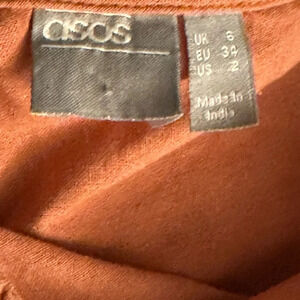 asos
UK 6
EU 34
US 2
Made in
India